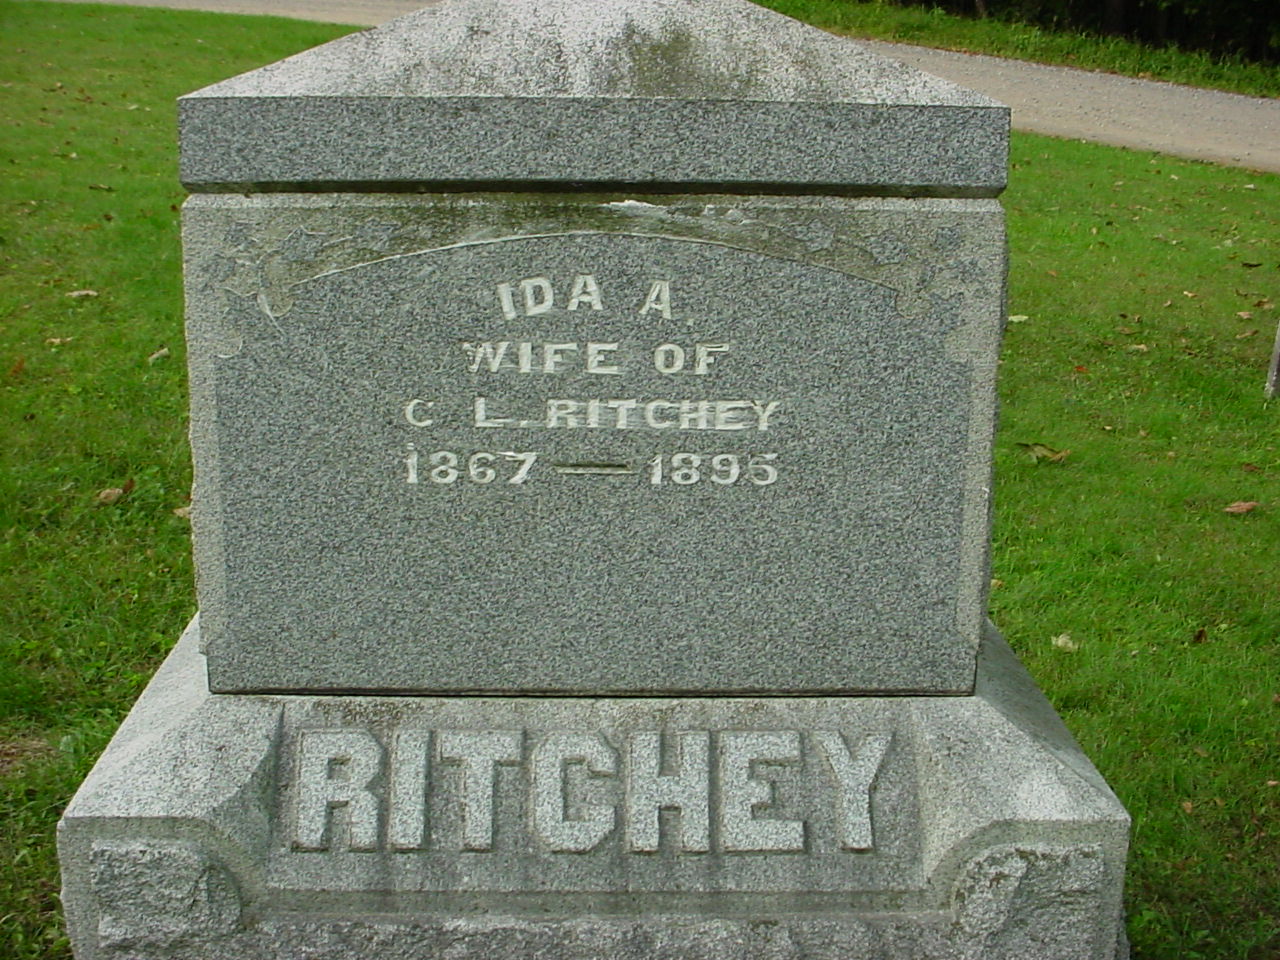 IDA A
WIFE OF
C L. RITCHEY
1867 — 1895
RITCHEY